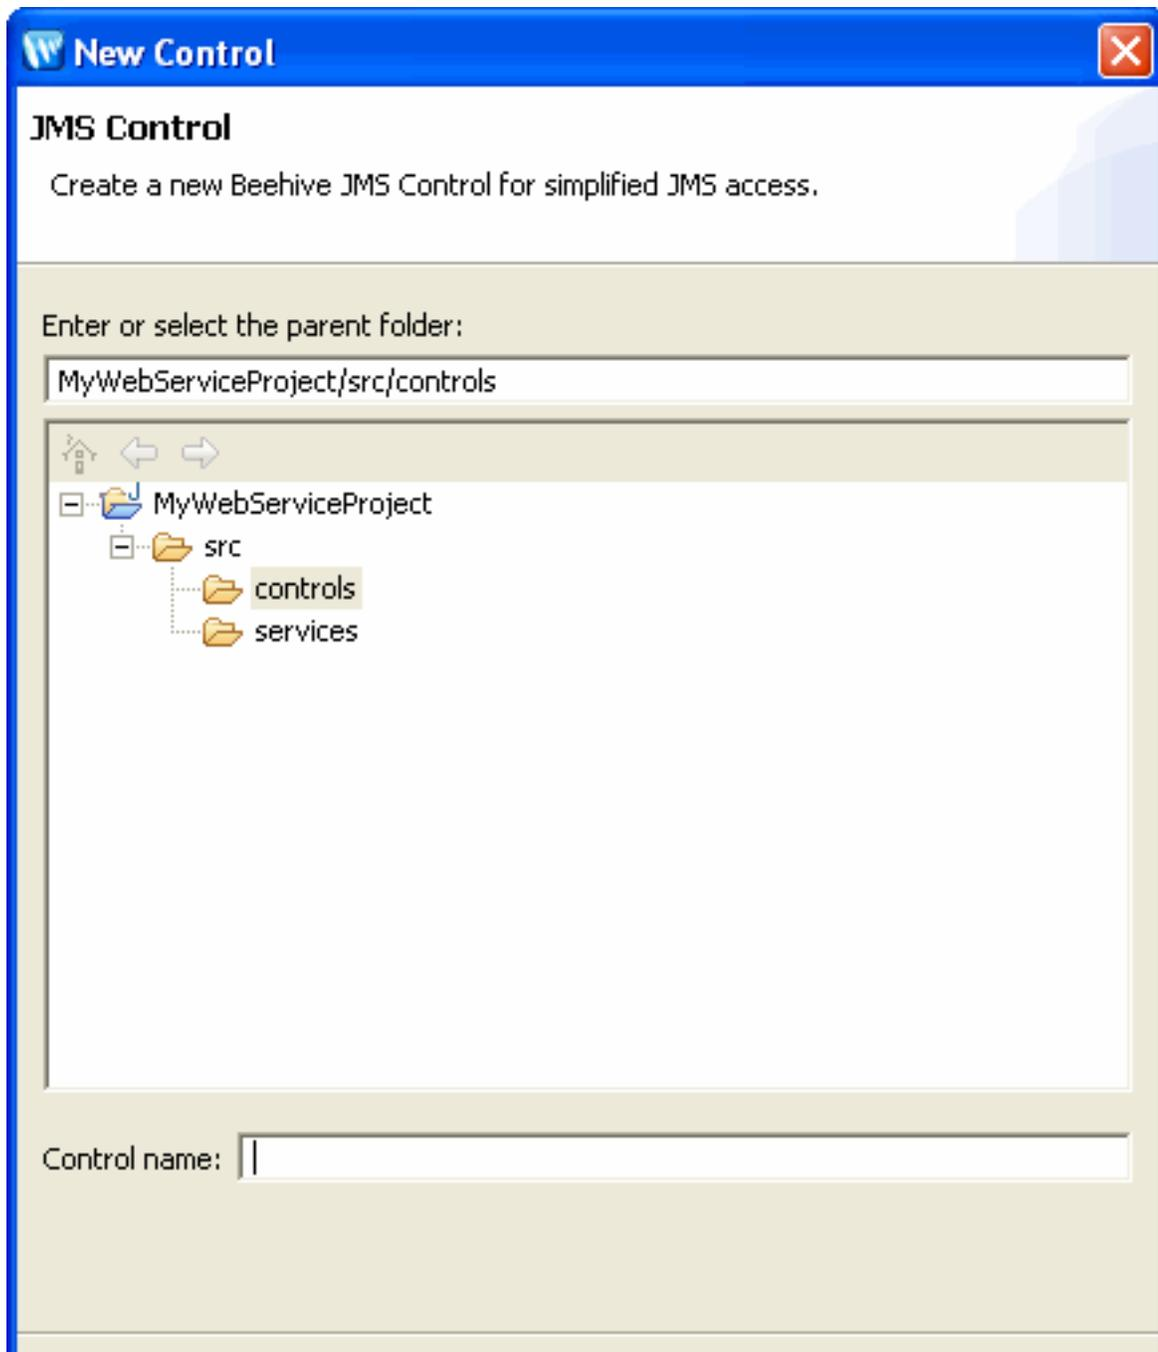 New Control
JMS Control
Create a new Beehive JMS Control for simplified JMS access.
Enter or select the parent folder:
MyWebServiceProject/src/controls
MyWebServiceProject
src
controls
services
Control name: